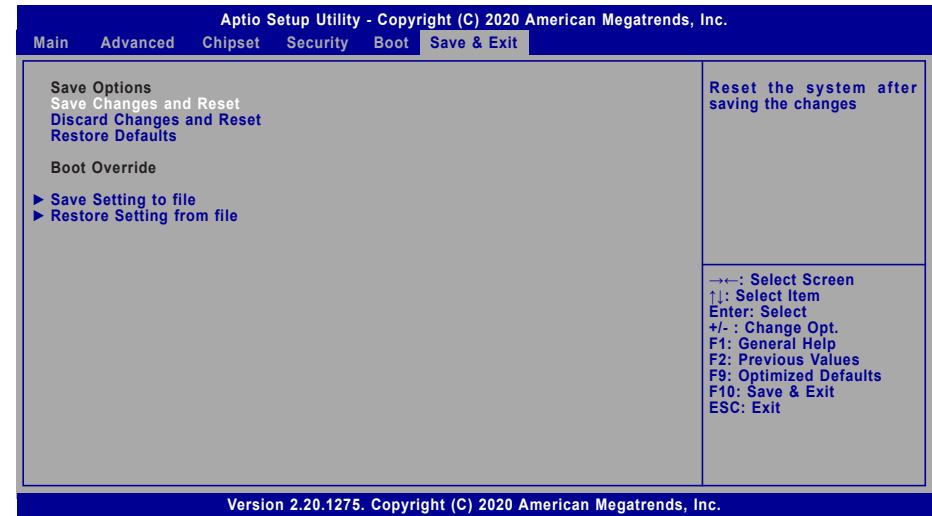 Aptio Setup Utility - Copyright (C) 2020 American Megatrends, Inc.
Main Advanced Chipset Security Boot Save & Exit
Save Options
Save Changes and Reset
Discard Changes and Reset
Restore Defaults
Boot Override
▶ Save Setting to file
▶ Restore Setting from file
Reset the system after
saving the changes
→←: Select Screen
↑↓: Select Item
Enter: Select
+/- : Change Opt.
F1: General Help
F2: Previous Values
F9: Optimized Defaults
F10: Save & Exit
ESC: Exit
Version 2.20.1275. Copyright (C) 2020 American Megatrends, Inc.